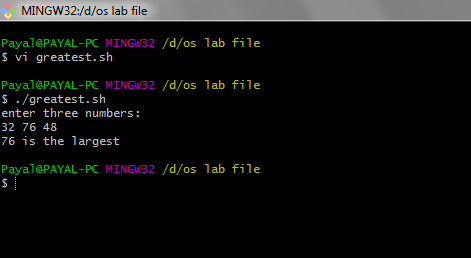 MINGW32:/d/os lab file
Payal@PAYAL-PC MINGW32 /d/os lab file
$ vi greatest.sh
Payal@PAYAL-PC MINGW32 /d/os lab file
$ ./greatest.sh
enter three numbers:
32 76 48
76 is the largest
Payal@PAYAL-PC MINGW32 /d/os lab file
$